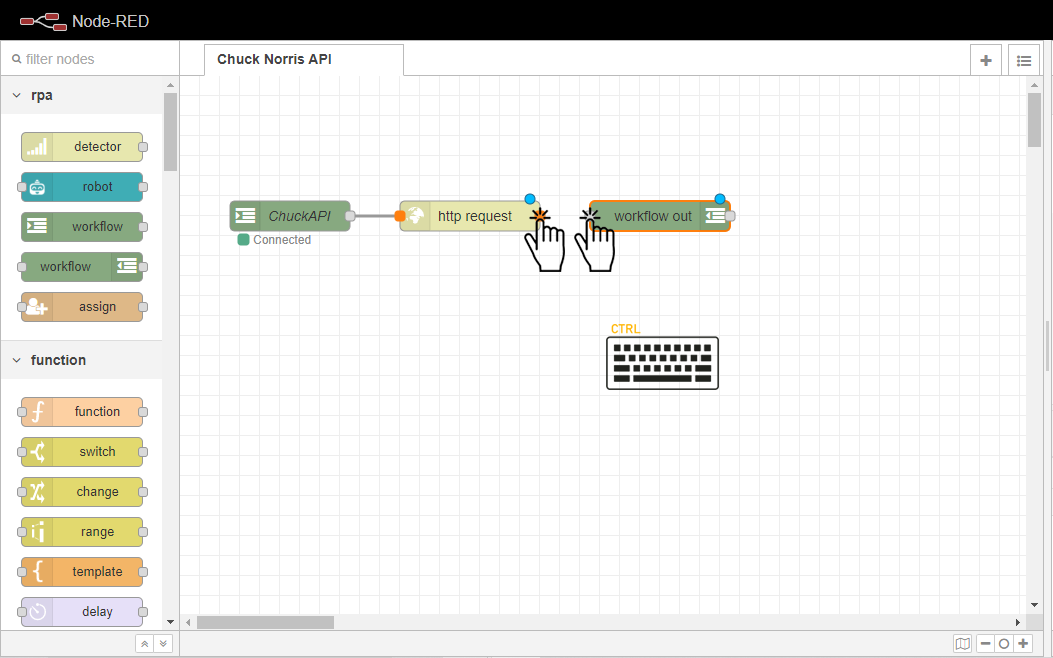 Node-RED
filter nodes
Chuck Norris API
rpa
detector
robot
workflow
workflow
assign
function
function
switch
change
range
template
delay
ChuckAPI
Connected
http request
workflow out
CTRL